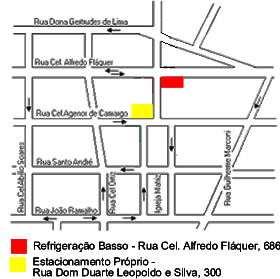 Rua Dona Gertrudes de Lima
Rua Cel. Alfredo Fláquer
Rua Cel.Agenor de Camargo
Rua Cel.Abílio Soares
Rua Santo André
Rua Cel.Diniz
Igreja Matriz
Rua Guilherme Marconi
Rua João Ramalho
Refrigeração Basso - Rua Cel. Alfredo Fláquer, 686
Estacionamento Próprio -
Rua Dom Duarte Leopoldo e Silva, 300